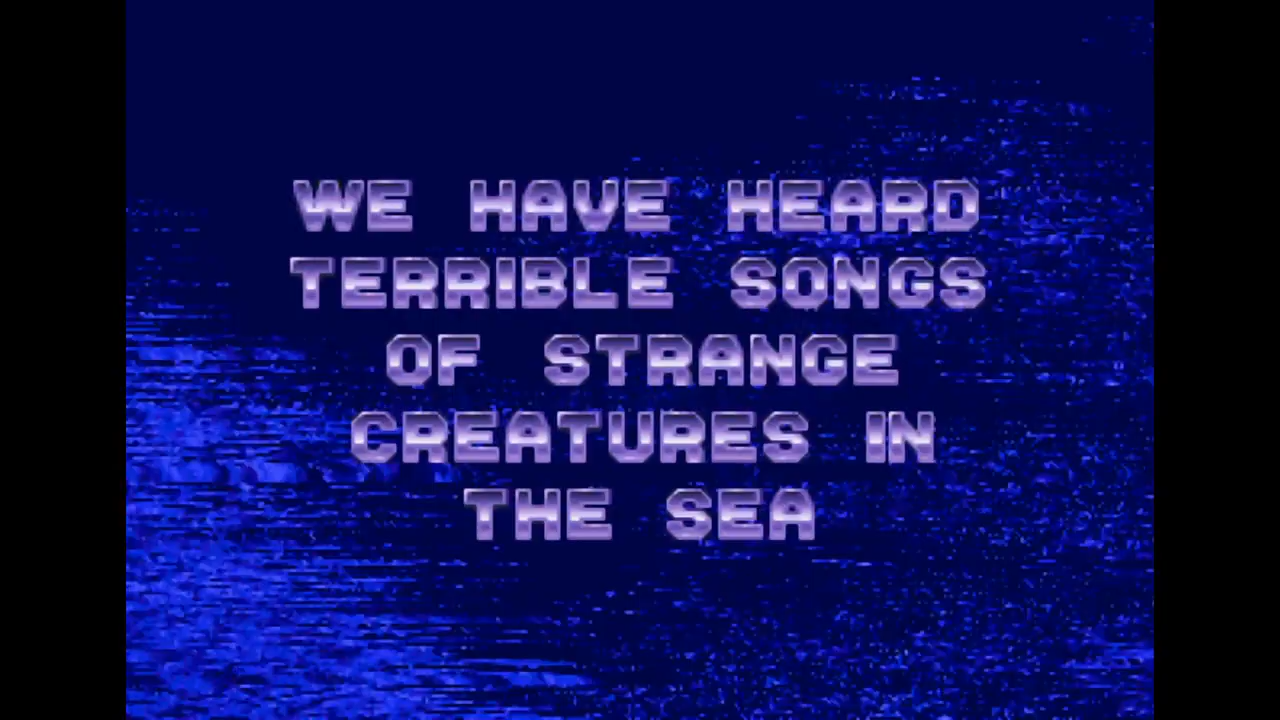 WE HAVE HEARD
TERRIBLE SONGS
OF STRANGE
CREATURES IN
THE SEA